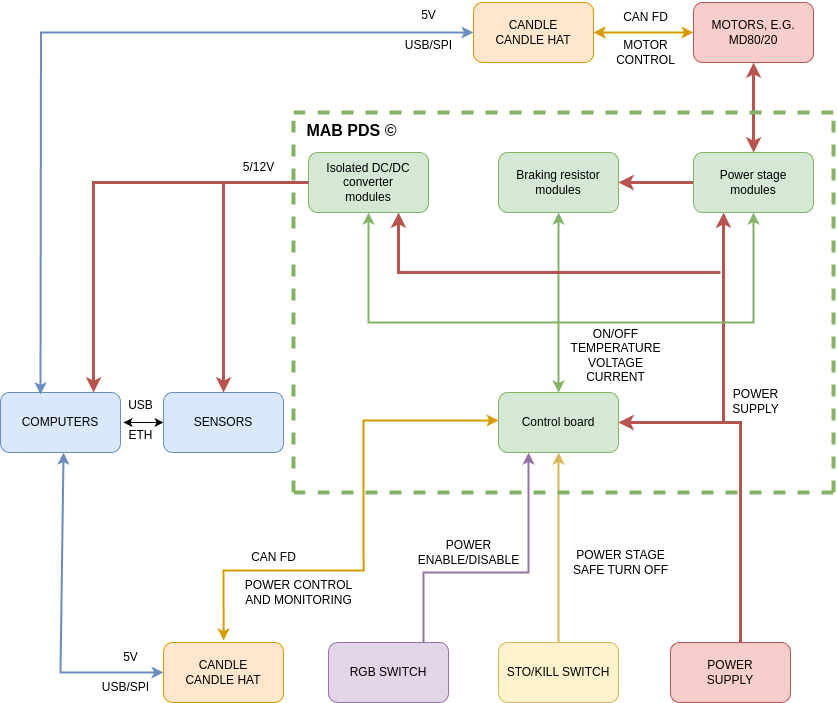 5V
USB/SPI
CANDLE
CANDLE HAT
CAN FD
MOTOR
CONTROL
MOTORS, E.G.
MD80/20
MAB PDS ©
5/12V
Isolated DC/DC
converter
modules
Braking resistor
modules
Power stage
modules
ON/OFF
TEMPERATURE
VOLTAGE
CURRENT
POWER
SUPPLY
COMPUTERS
USB
ETH
SENSORS
Control board
CAN FD
POWER CONTROL
AND MONITORING
POWER
ENABLE/DISABLE
POWER STAGE
SAFE TURN OFF
5V
USB/SPI
CANDLE
CANDLE HAT
RGB SWITCH
STO/KILL SWITCH
POWER
SUPPLY